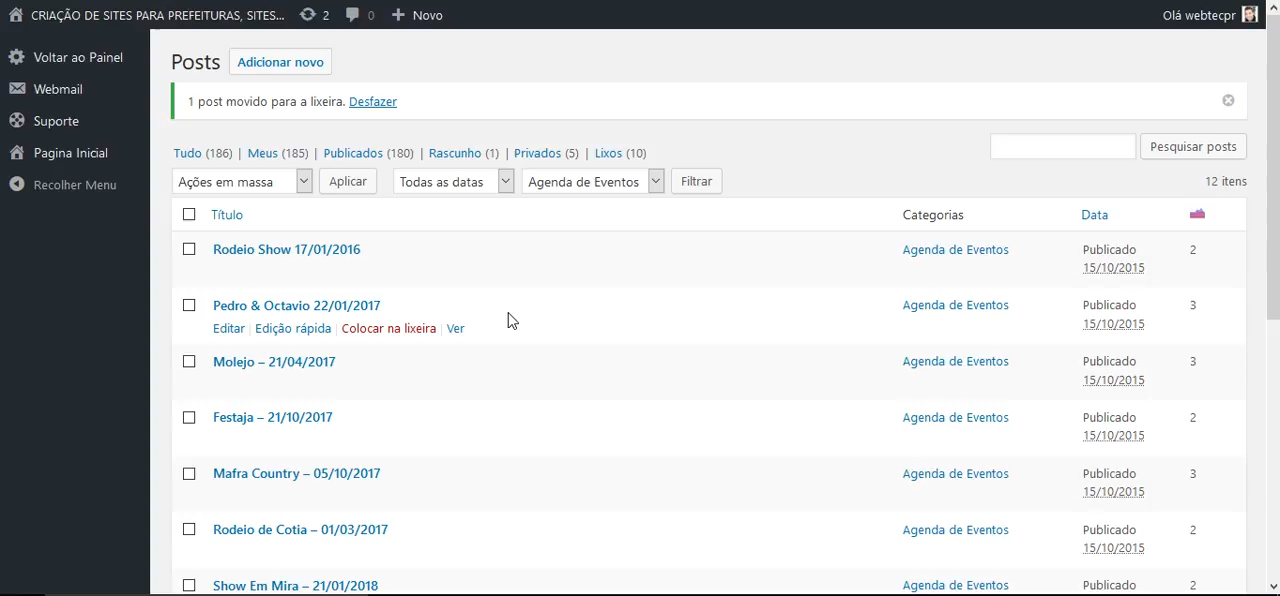 CRIAÇÃO DE SITES PARA PREFEITURAS, SITES... 2 0 Novo Olá webtecpr
Voltar ao Painel
Webmail
Suporte
Pagina Inicial
Recolher Menu
Posts Adicionar novo
1 post movido para a lixeira. Desfazer
Tudo (186) | Meus (185) | Publicados (180) | Rascunho (1) | Privados (5) | Lixos (10) Pesquisar posts
Ações em massa Aplicar Todas as datas Agenda de Eventos Filtrar 12 itens
Título Categorias Data
Rodeio Show 17/01/2016 Agenda de Eventos Publicado 2
15/10/2015
Pedro & Octavio 22/01/2017 Agenda de Eventos Publicado 3
Editar | Edição rápida | Colocar na lixeira | Ver 15/10/2015
Molejo – 21/04/2017 Agenda de Eventos Publicado 3
15/10/2015
Festaja – 21/10/2017 Agenda de Eventos Publicado 2
15/10/2015
Mafra Country – 05/10/2017 Agenda de Eventos Publicado 3
15/10/2015
Rodeio de Cotia – 01/03/2017 Agenda de Eventos Publicado 2
15/10/2015
Show Em Mira – 21/01/2018 Agenda de Eventos Publicado 2